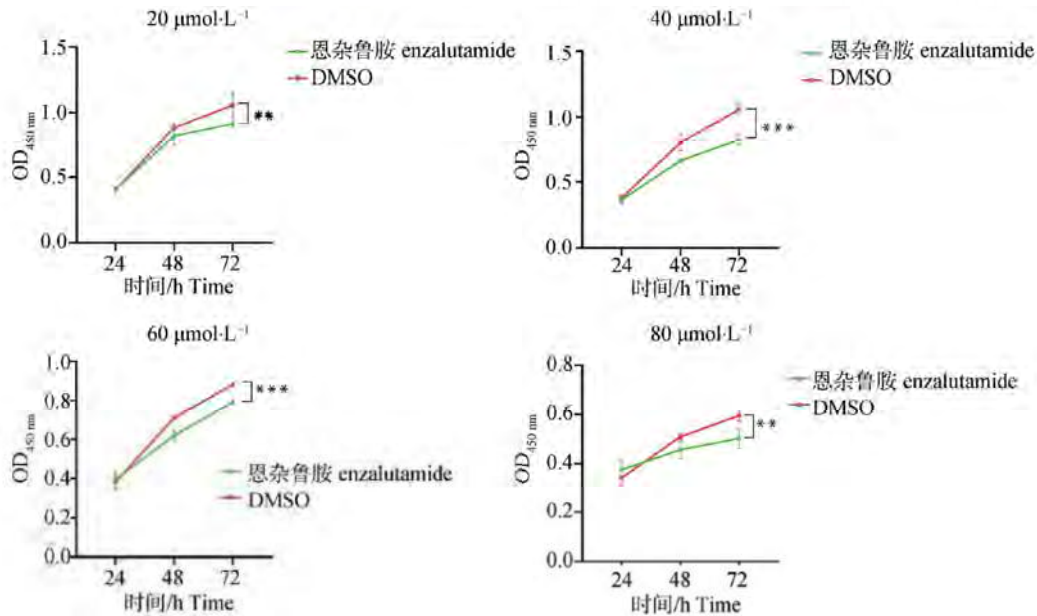 20 μmol·L⁻¹
1.5
1.0
0.5
0.0
OD450 nm
恩杂鲁胺 enzalutamide
DMSO
**
24 48 72
时间/h Time
40 μmol·L⁻¹
1.5
1.0
0.5
0.0
OD450 nm
恩杂鲁胺 enzalutamide
DMSO
***
24 48 72
时间/h Time
60 μmol·L⁻¹
1.0
0.8
0.6
0.4
0.2
0.0
OD450 nm
***
恩杂鲁胺 enzalutamide
DMSO
24 48 72
时间/h Time
80 μmol·L⁻¹
0.8
0.6
0.4
0.2
0.0
OD450 nm
恩杂鲁胺 enzalutamide
DMSO
**
24 48 72
时间/h Time